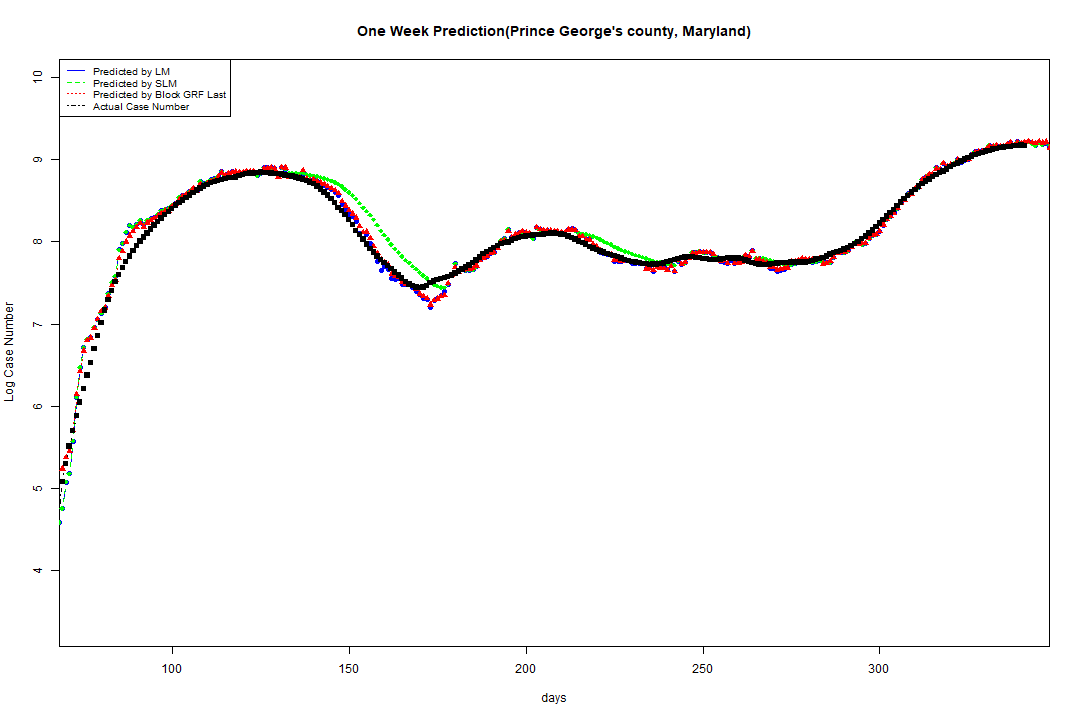 One Week Prediction(Prince George's county, Maryland)
Predicted by LM
Predicted by SLM
Predicted by Block GRF Last
Actual Case Number
10
9
8
7
6
5
4
Log Case Number
100 150 200 250 300
days